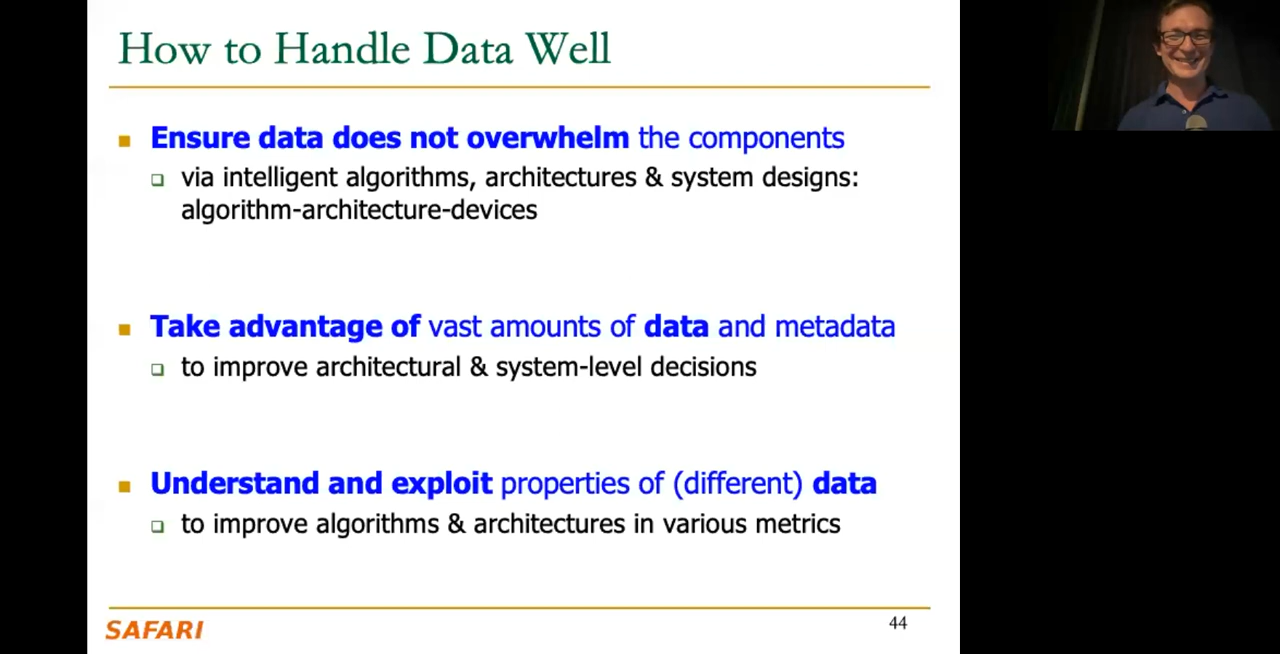 How to Handle Data Well
Ensure data does not overwhelm the components
via intelligent algorithms, architectures & system designs:
algorithm-architecture-devices
Take advantage of vast amounts of data and metadata
to improve architectural & system-level decisions
Understand and exploit properties of (different) data
to improve algorithms & architectures in various metrics
SAFARI
44